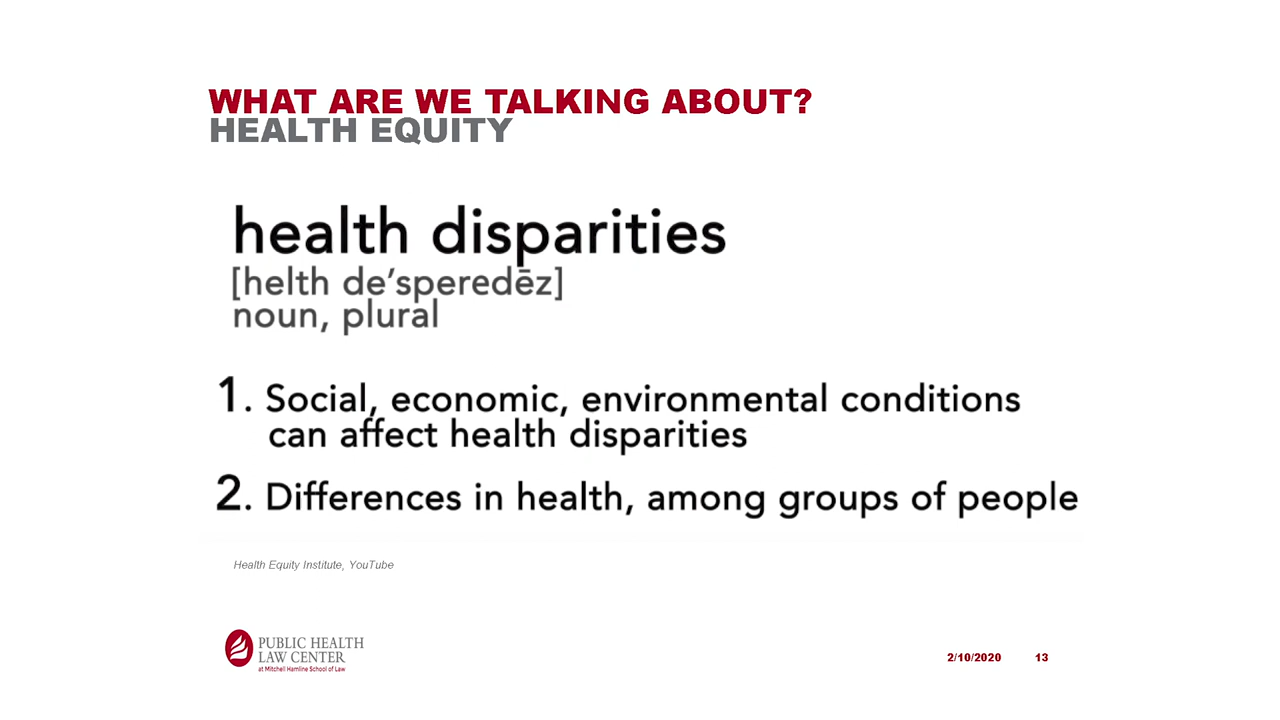 WHAT ARE WE TALKING ABOUT?
HEALTH EQUITY
health disparities
[helth de’speredēz]
noun, plural
1. Social, economic, environmental conditions
can affect health disparities
2. Differences in health, among groups of people
Health Equity Institute, YouTube
PUBLIC HEALTH
LAW CENTER
at Mitchell Hamline School of Law
2/10/2020 13